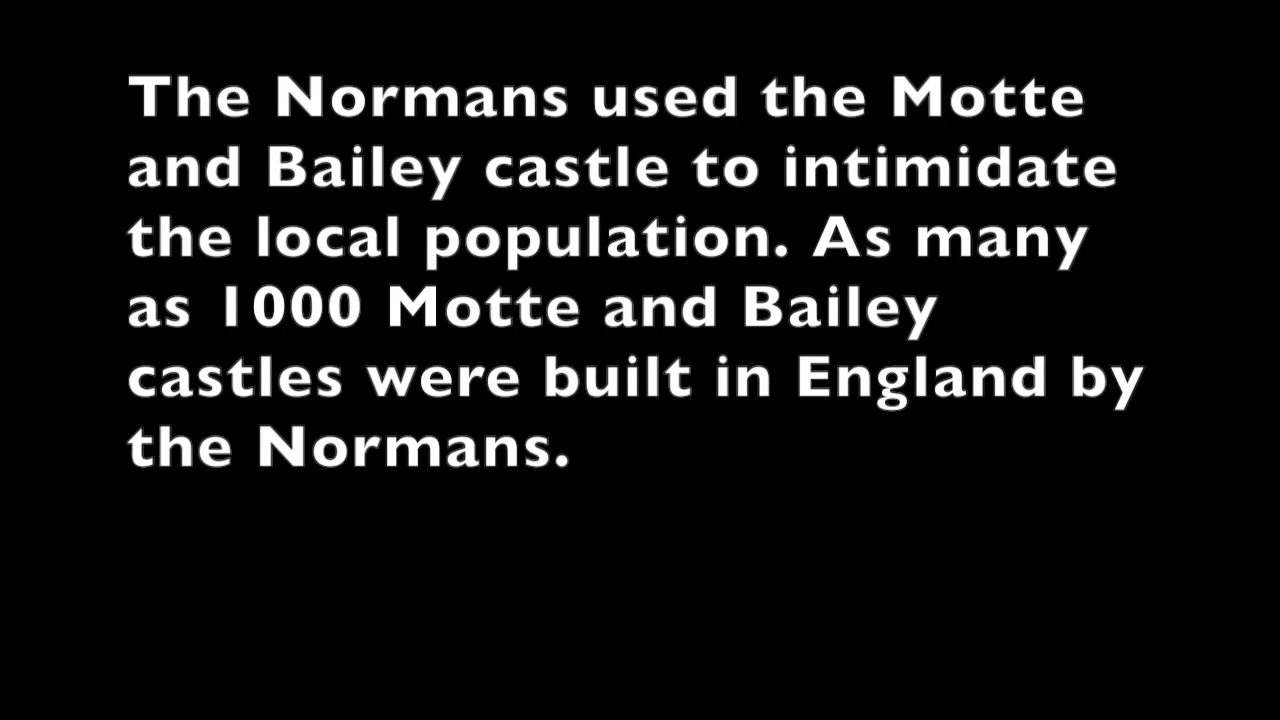 The Normans used the Motte
and Bailey castle to intimidate
the local population. As many
as 1000 Motte and Bailey
castles were built in England by
the Normans.